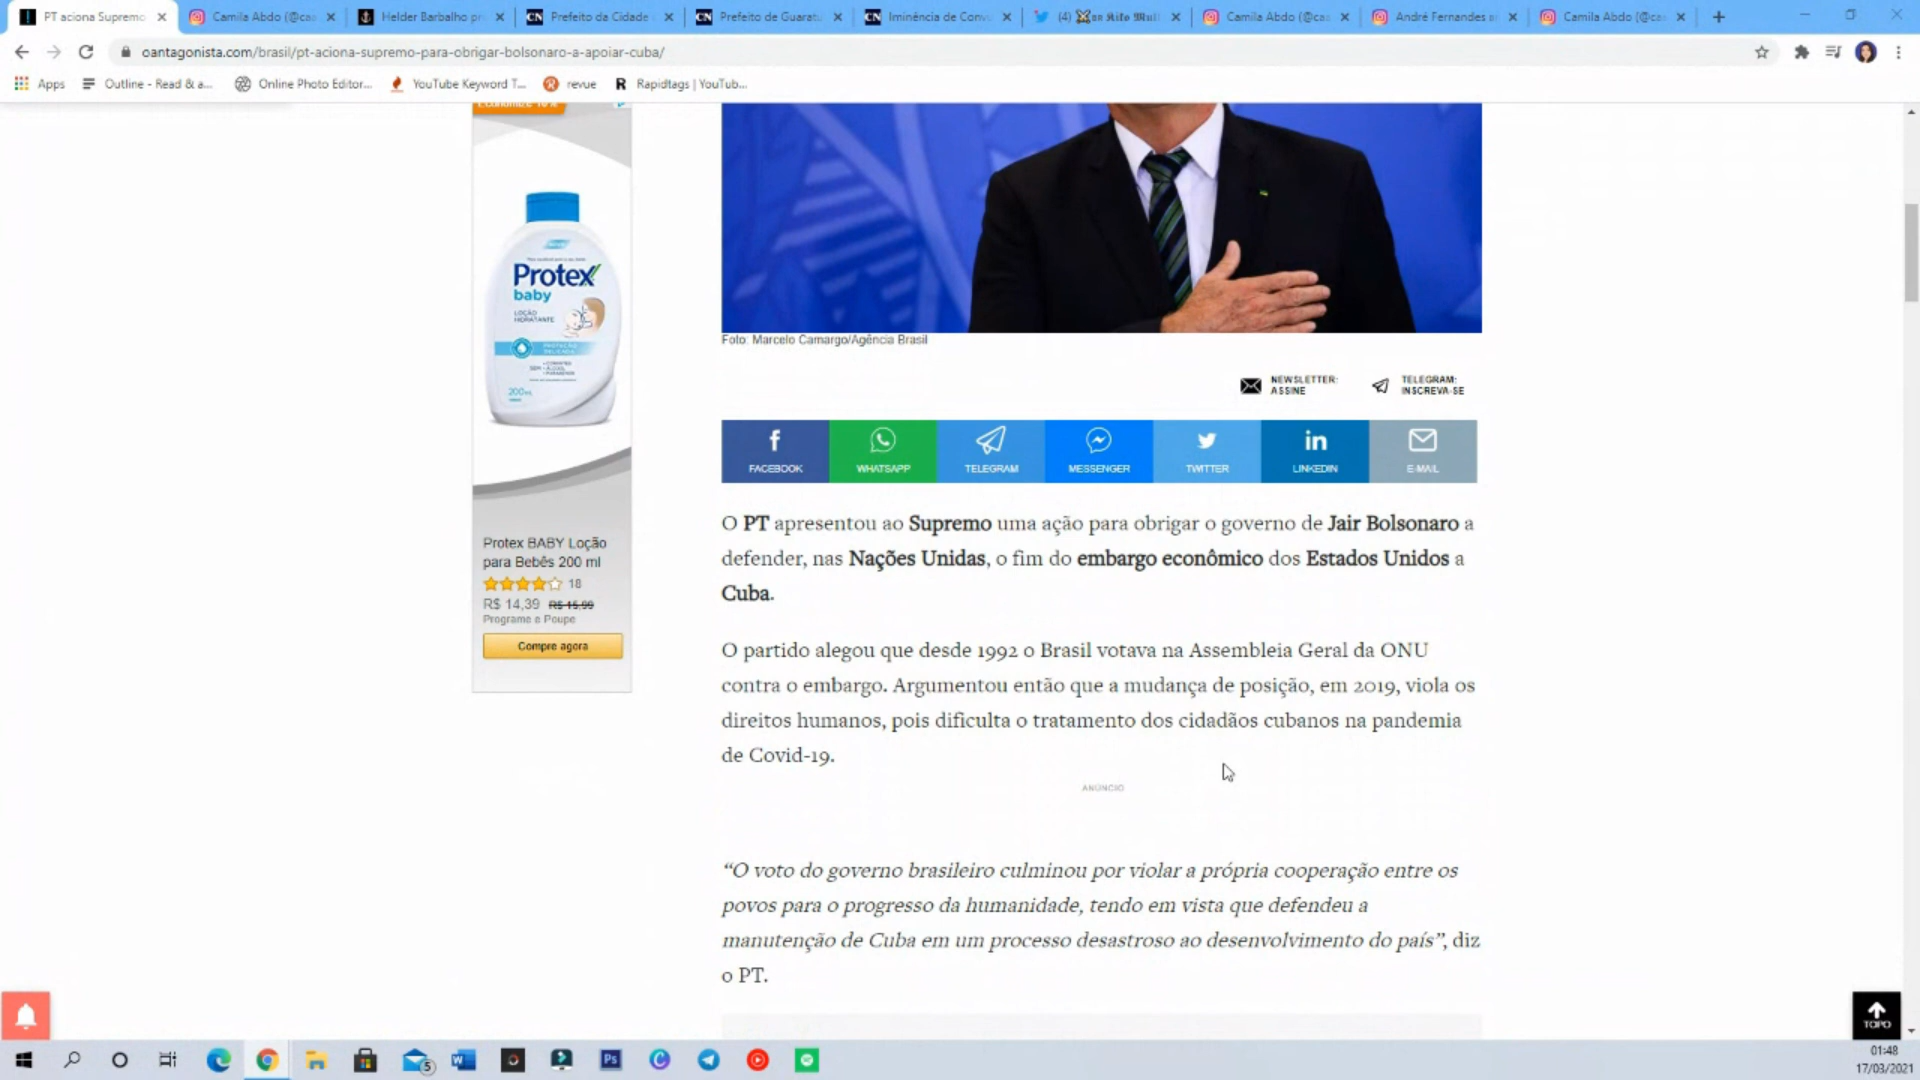 PT aciona Supremo
Camila Abdo (@ca
Helder Barbalho pr
Prefeito da Cidade
Prefeito de Guaratu
Iminência de Conv
(4)
Camila Abdo (@ca
André Fernandes
Camila Abdo (@ca
oantagonista.com/brasil/pt-aciona-supremo-para-obrigar-bolsonaro-a-apoiar-cuba/
Apps
Outline - Read & a...
Online Photo Editor...
YouTube Keyword T...
revue
Rapidtags | YouTub...
Protex
baby
LOÇÃO
HIDRATANTE
200mL
Protex BABY Loção
para Bebês 200 ml
18
R$ 14,39 R$ 15,99
Programe e Poupe
Compre agora
Foto: Marcelo Camargo/Agência Brasil
NEWSLETTER:
ASSINE
TELEGRAM:
INSCREVA-SE
FACEBOOK
WHATSAPP
TELEGRAM
MESSENGER
TWITTER
LINKEDIN
E-MAIL
O PT apresentou ao Supremo uma ação para obrigar o governo de Jair Bolsonaro a
defender, nas Nações Unidas, o fim do embargo econômico dos Estados Unidos a
Cuba.
O partido alegou que desde 1992 o Brasil votava na Assembleia Geral da ONU
contra o embargo. Argumentou então que a mudança de posição, em 2019, viola os
direitos humanos, pois dificulta o tratamento dos cidadãos cubanos na pandemia
de Covid-19.
ANÚNCIO
“O voto do governo brasileiro culminou por violar a própria cooperação entre os
povos para o progresso da humanidade, tendo em vista que defendeu a
manutenção de Cuba em um processo desastroso ao desenvolvimento do país”, diz
o PT.
TOPO
5
01:48
17/03/2021